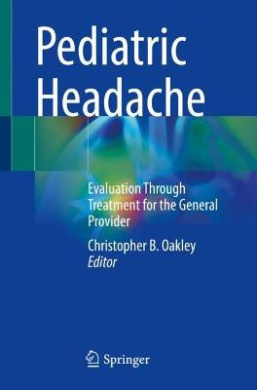 Pediatric
Headache
Evaluation Through
Treatment for the General
Provider
Christopher B. Oakley
Editor
Springer